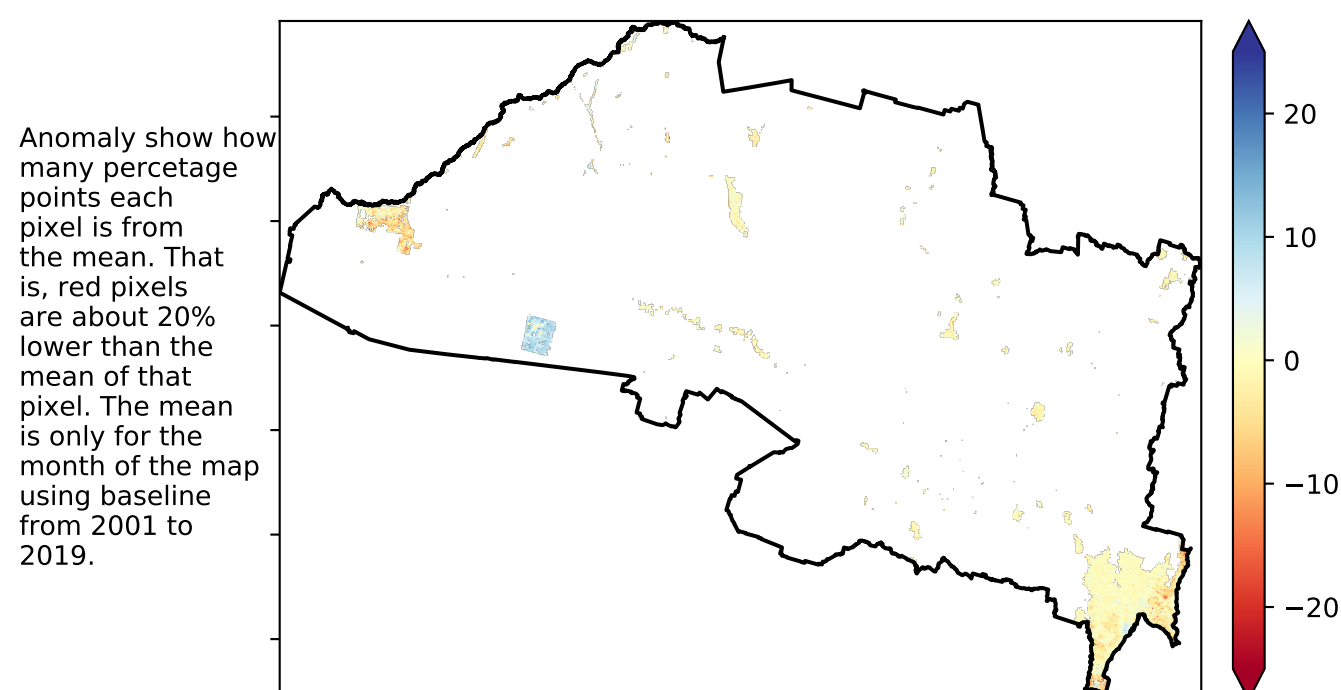 Anomaly show how
many percetage
points each
pixel is from
the mean. That
is, red pixels
are about 20%
lower than the
mean of that
pixel. The mean
is only for the
month of the map
using baseline
from 2001 to
2019.
20
10
0
−10
−20